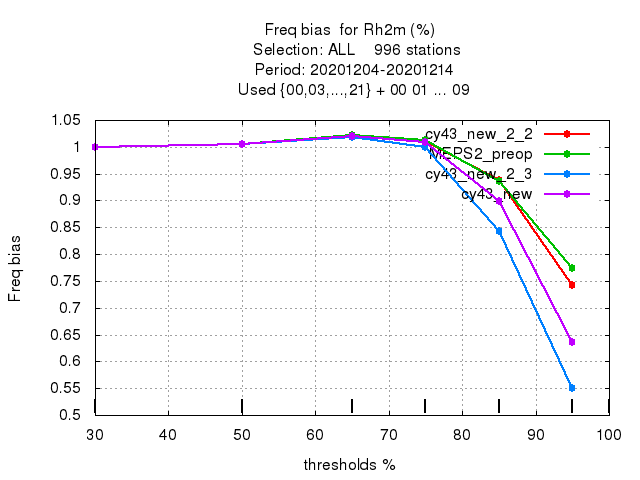 Freq bias  for Rh2m (%)
Selection: ALL    996 stations
Period: 20201204-20201214
Used {00,03,...,21} + 00 01 ... 09
1.05
1
0.95
0.9
0.85
0.8
0.75
0.7
0.65
0.6
0.55
0.5
Freq bias
cy43_new_2_2
MEPS2_preop
cy43_new_2_3
cy43_new
30
40
50
60
70
80
90
100
thresholds %